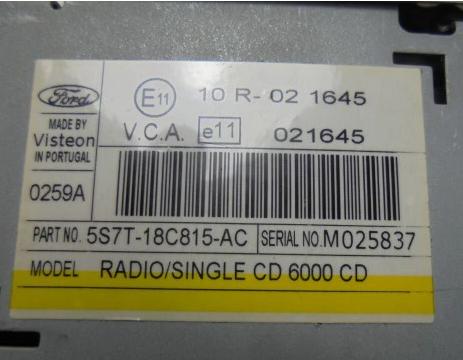 Ford
E11 10 R- 02 1645
MADE BY
Visteon
IN PORTUGAL
V.C.A. e11 021645
0259A
PART NO. 5S7T-18C815-AC SERIAL NO. M025837
MODEL RADIO/SINGLE CD 6000 CD